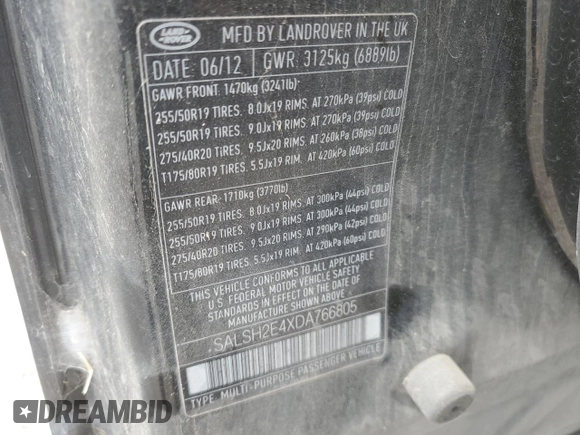 LAND
ROVER
MFD BY LANDROVER IN THE UK
DATE: 06/12
GWR: 3125kg (6889lb)
GAWR FRONT: 1470kg (3241lb)
255/50R19 TIRES. 8.0Jx19 RIMS. AT 270kPa (39psi) COLD
255/50R19 TIRES. 9.0Jx19 RIMS. AT 270kPa (39psi) COLD
275/40R20 TIRES. 9.5Jx20 RIMS. AT 260kPa (38psi) COLD
T175/80R19 TIRES. 5.5Jx19 RIM. AT 420kPa (60psi) COLD
GAWR REAR: 1710kg (3770lb)
255/50R19 TIRES. 8.0Jx19 RIMS. AT 300kPa (44psi) COLD
255/50R19 TIRES. 9.0Jx19 RIMS. AT 300kPa (44psi) COLD
275/40R20 TIRES. 9.5Jx20 RIMS. AT 290kPa (42psi) COLD
T175/80R19 TIRES. 5.5Jx19 RIM. AT 420kPa (60psi) COLD
THIS VEHICLE CONFORMS TO ALL APPLICABLE
U.S. FEDERAL MOTOR VEHICLE SAFETY
STANDARDS IN EFFECT ON THE DATE OF
MANUFACTURE SHOWN ABOVE
SALSH2E4XDA766805
TYPE: MULTI-PURPOSE PASSENGER VEHICLE
DREAMBID